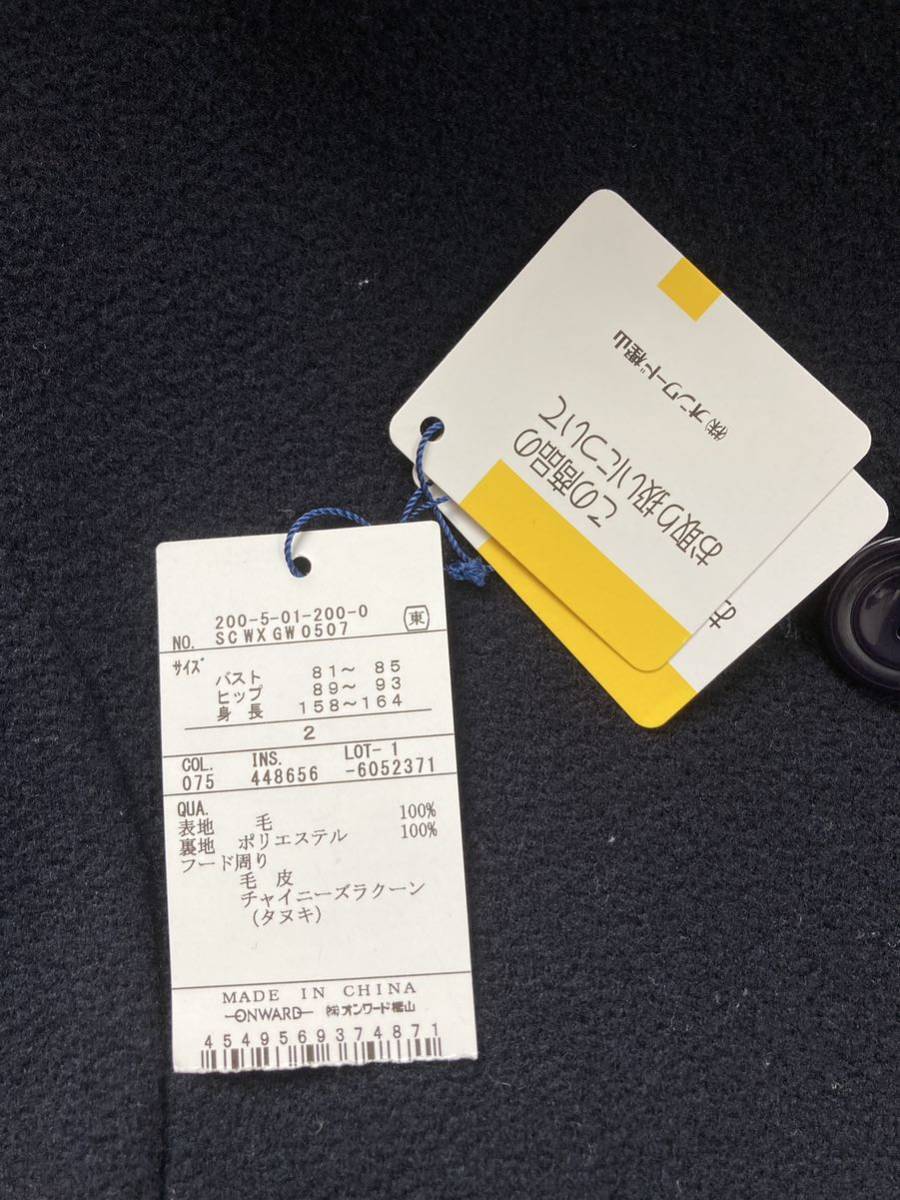 この商品の
お取り扱いについて
㈱オンワード樫山
お
200-5-01-200-0
NO. SCWXGW0507 東
サイズ
バスト 81～ 85
ヒップ 89～ 93
身長 158～164
2
COL. INS. LOT- 1
075 448656 -6052371
QUA.
表地 毛 100%
裏地 ポリエステル 100%
フード周り
毛 皮
チャイニーズラクーン
(タヌキ)
MADE IN CHINA
ONWARD ㈱オンワード樫山
4549569374871